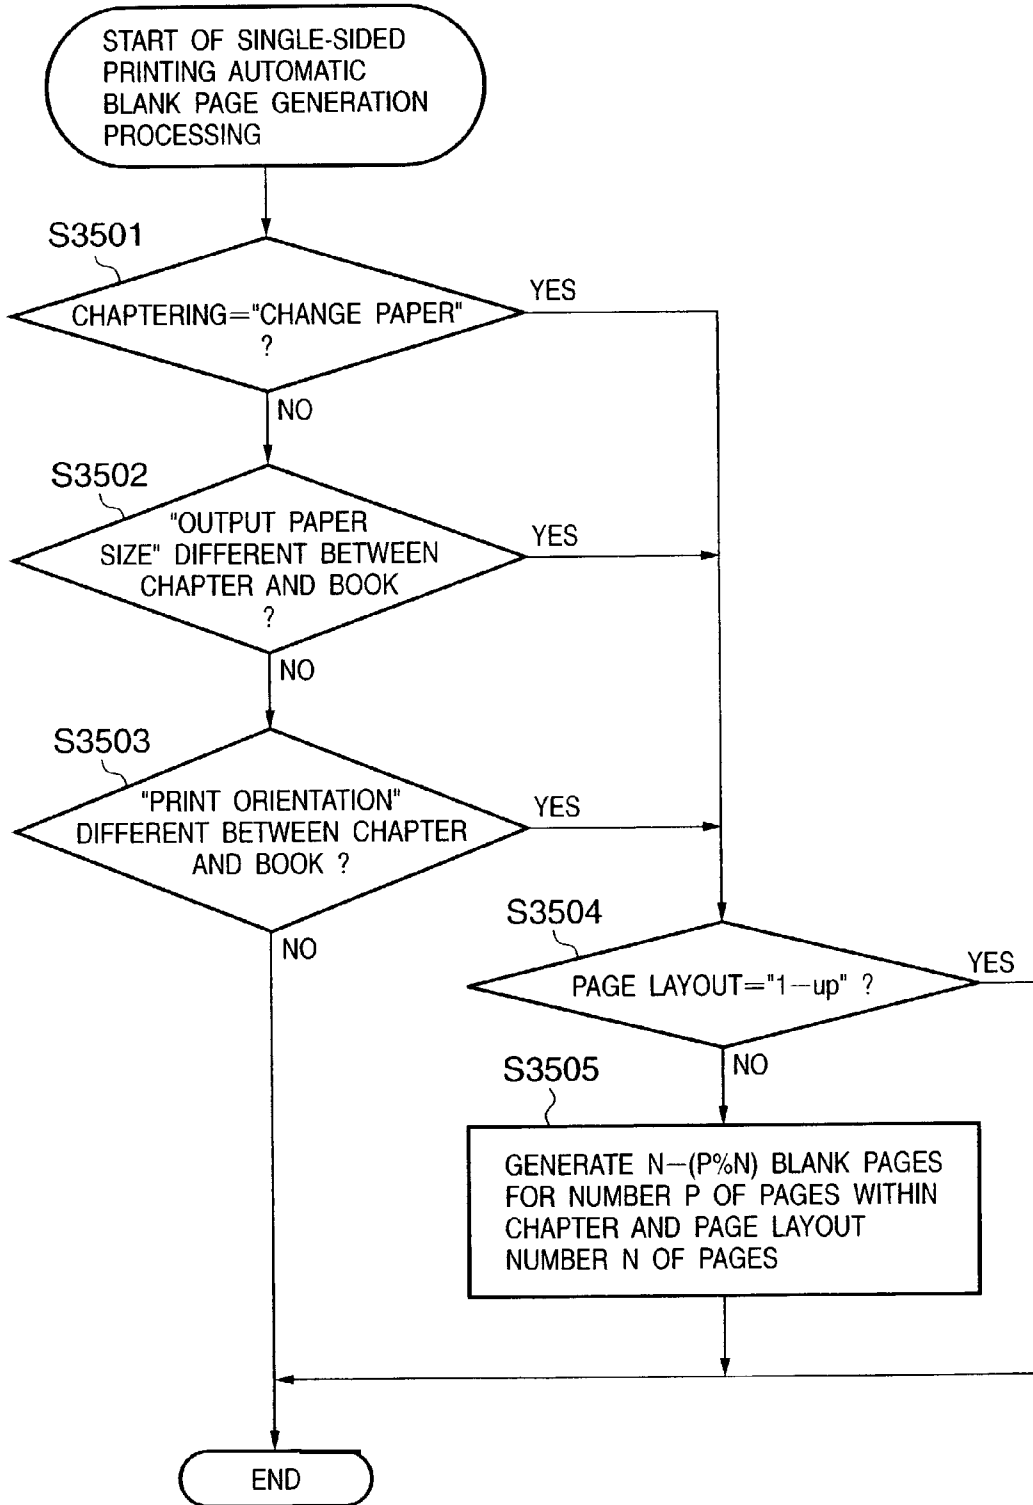 START OF SINGLE-SIDED
PRINTING AUTOMATIC
BLANK PAGE GENERATION
PROCESSING
S3501
CHAPTERING="CHANGE PAPER"
?
YES
NO
S3502
"OUTPUT PAPER
SIZE" DIFFERENT BETWEEN
CHAPTER AND BOOK
?
YES
NO
S3503
"PRINT ORIENTATION"
DIFFERENT BETWEEN CHAPTER
AND BOOK ?
YES
NO
S3504
PAGE LAYOUT="1-up" ?
YES
NO
S3505
GENERATE N-(P%N) BLANK PAGES
FOR NUMBER P OF PAGES WITHIN
CHAPTER AND PAGE LAYOUT
NUMBER N OF PAGES
END